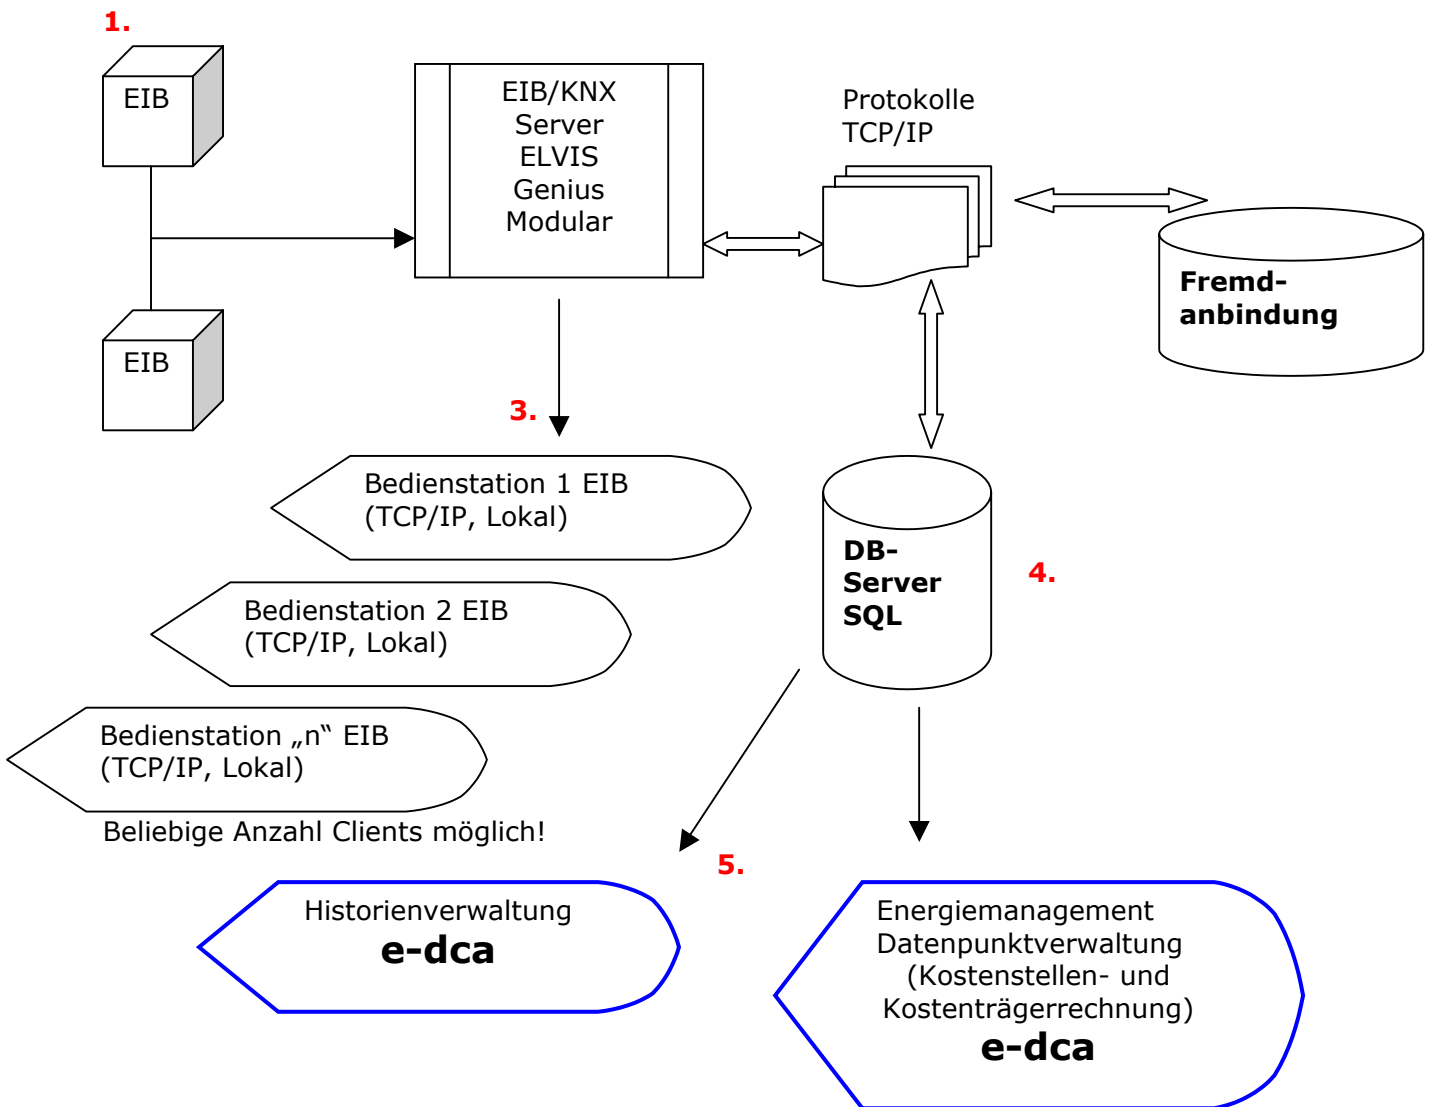 1.
EIB
EIB/KNX
Server
ELVIS
Genius
Modular
Protokolle
TCP/IP
Fremd-
anbindung
EIB
3.
Bedienstation 1 EIB
(TCP/IP, Lokal)
Bedienstation 2 EIB
(TCP/IP, Lokal)
Bedienstation „n“ EIB
(TCP/IP, Lokal)
Beliebige Anzahl Clients möglich!
DB-
Server
SQL
4.
5.
Historienverwaltung
e-dca
Energiemanagement
Datenpunktverwaltung
(Kostenstellen- und
Kostenträgerrechnung)
e-dca